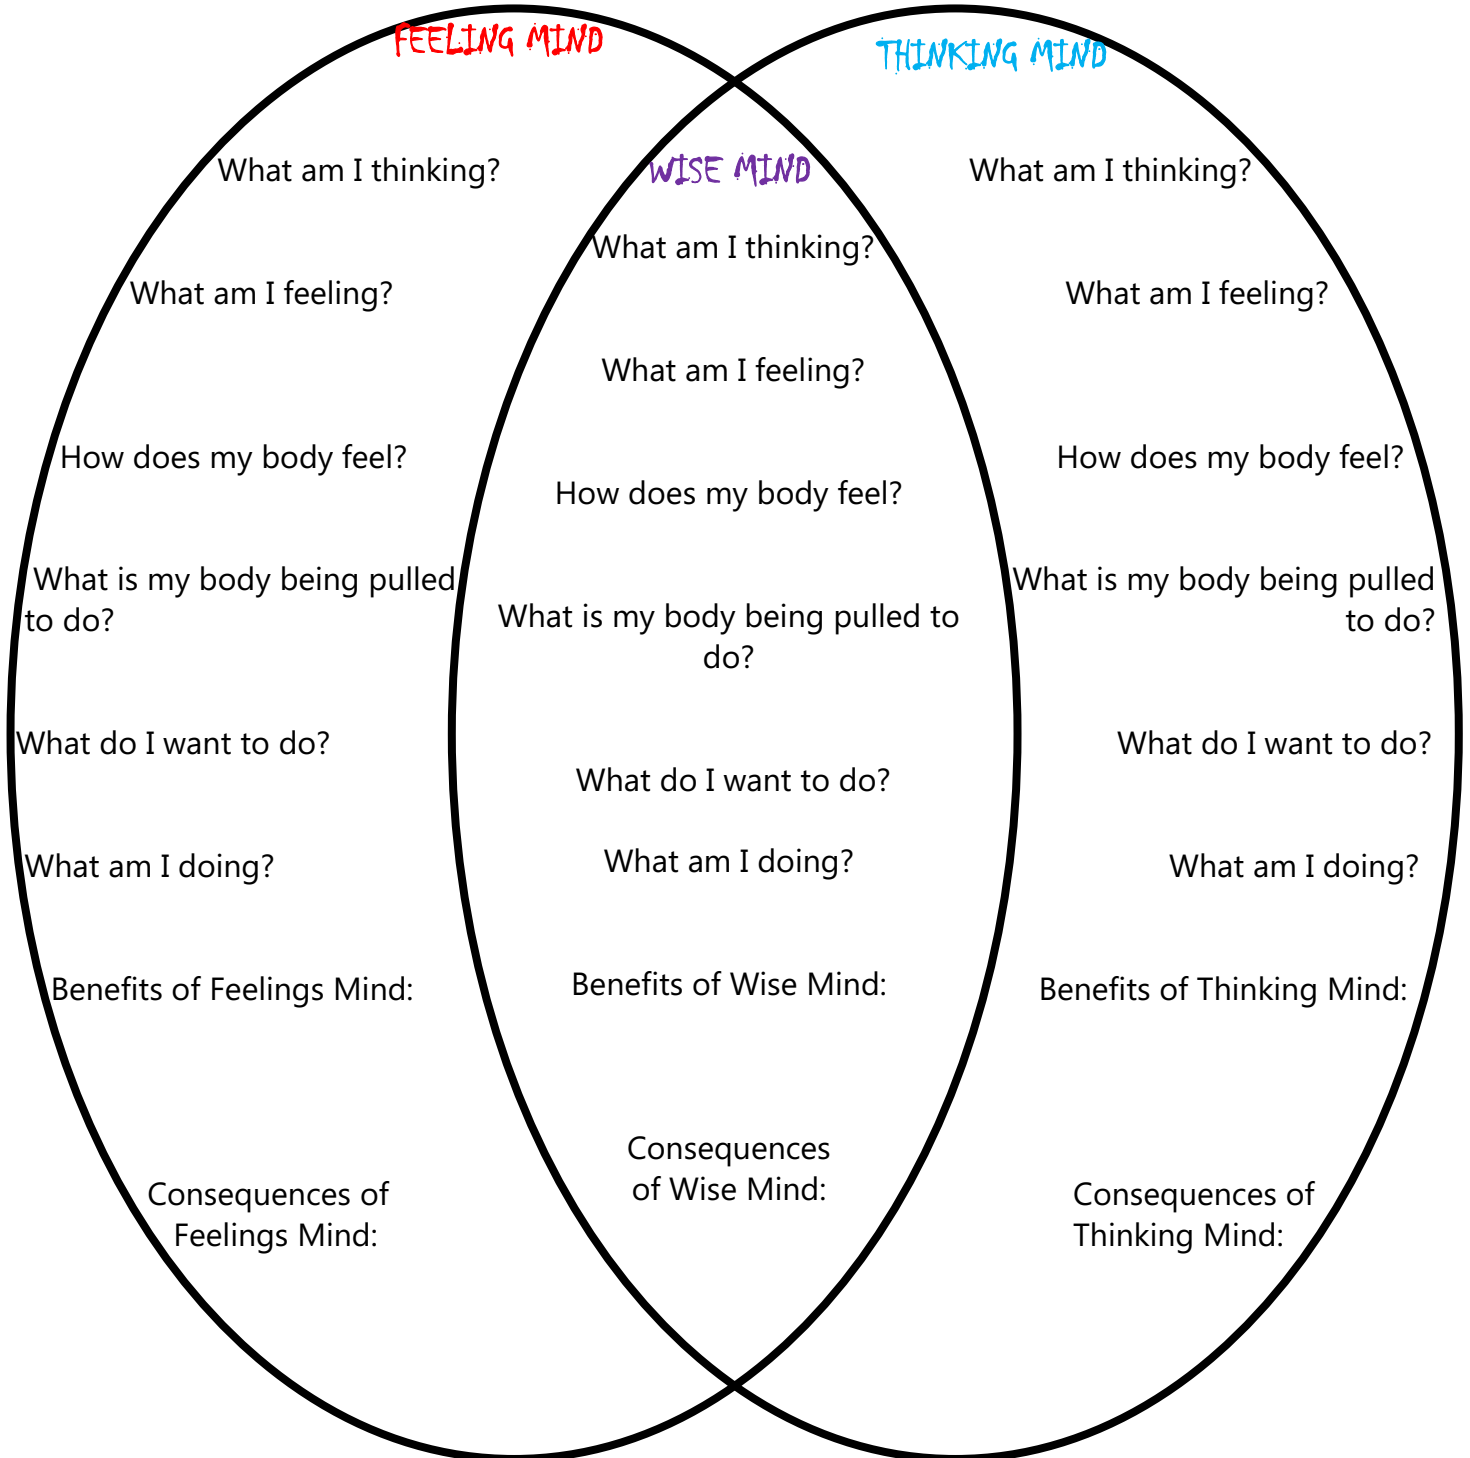 FEELING MIND
What am I thinking?
What am I feeling?
How does my body feel?
What is my body being pulled
to do?
What do I want to do?
What am I doing?
Benefits of Feelings Mind:
Consequences of
Feelings Mind:
WISE MIND
What am I thinking?
What am I feeling?
How does my body feel?
What is my body being pulled to
do?
What do I want to do?
What am I doing?
Benefits of Wise Mind:
Consequences
of Wise Mind:
THINKING MIND
What am I thinking?
What am I feeling?
How does my body feel?
What is my body being pulled
to do?
What do I want to do?
What am I doing?
Benefits of Thinking Mind:
Consequences of
Thinking Mind: